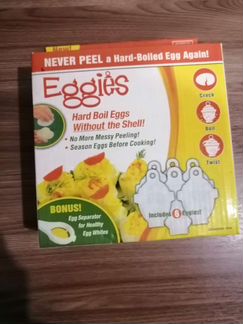 New!
NEVER PEEL a Hard-Boiled Egg Again!
Eggies
Hard Boil Eggs
Without the Shell!
• No More Messy Peeling!
• Season Eggs Before Cooking!
Crack
Boil
Twist
BONUS!
Egg Separator
for Healthy
Egg Whites
Includes 6 Eggies!